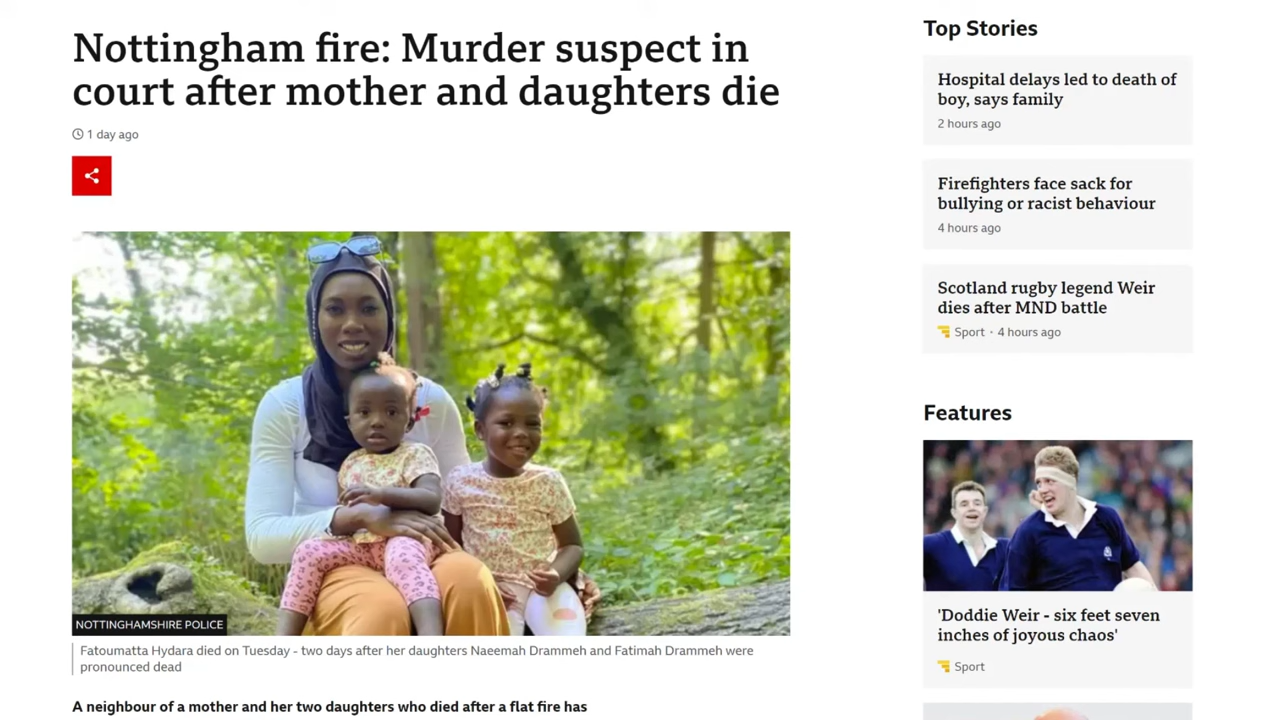 Nottingham fire: Murder suspect in
court after mother and daughters die
1 day ago
NOTTINGHAMSHIRE POLICE
Fatoumatta Hydara died on Tuesday - two days after her daughters Naeemah Drammeh and Fatimah Drammeh were
pronounced dead
A neighbour of a mother and her two daughters who died after a flat fire has
Top Stories
Hospital delays led to death of
boy, says family
2 hours ago
Firefighters face sack for
bullying or racist behaviour
4 hours ago
Scotland rugby legend Weir
dies after MND battle
Sport · 4 hours ago
Features
'Doddie Weir - six feet seven
inches of joyous chaos'
Sport